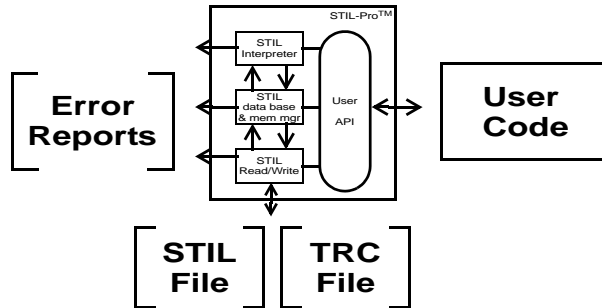 STIL-Pro™
STIL
Interpreter
STIL
data base
& mem mgr
STIL
Read/Write
User
API
Error
Reports
User
Code
STIL
File
TRC
File